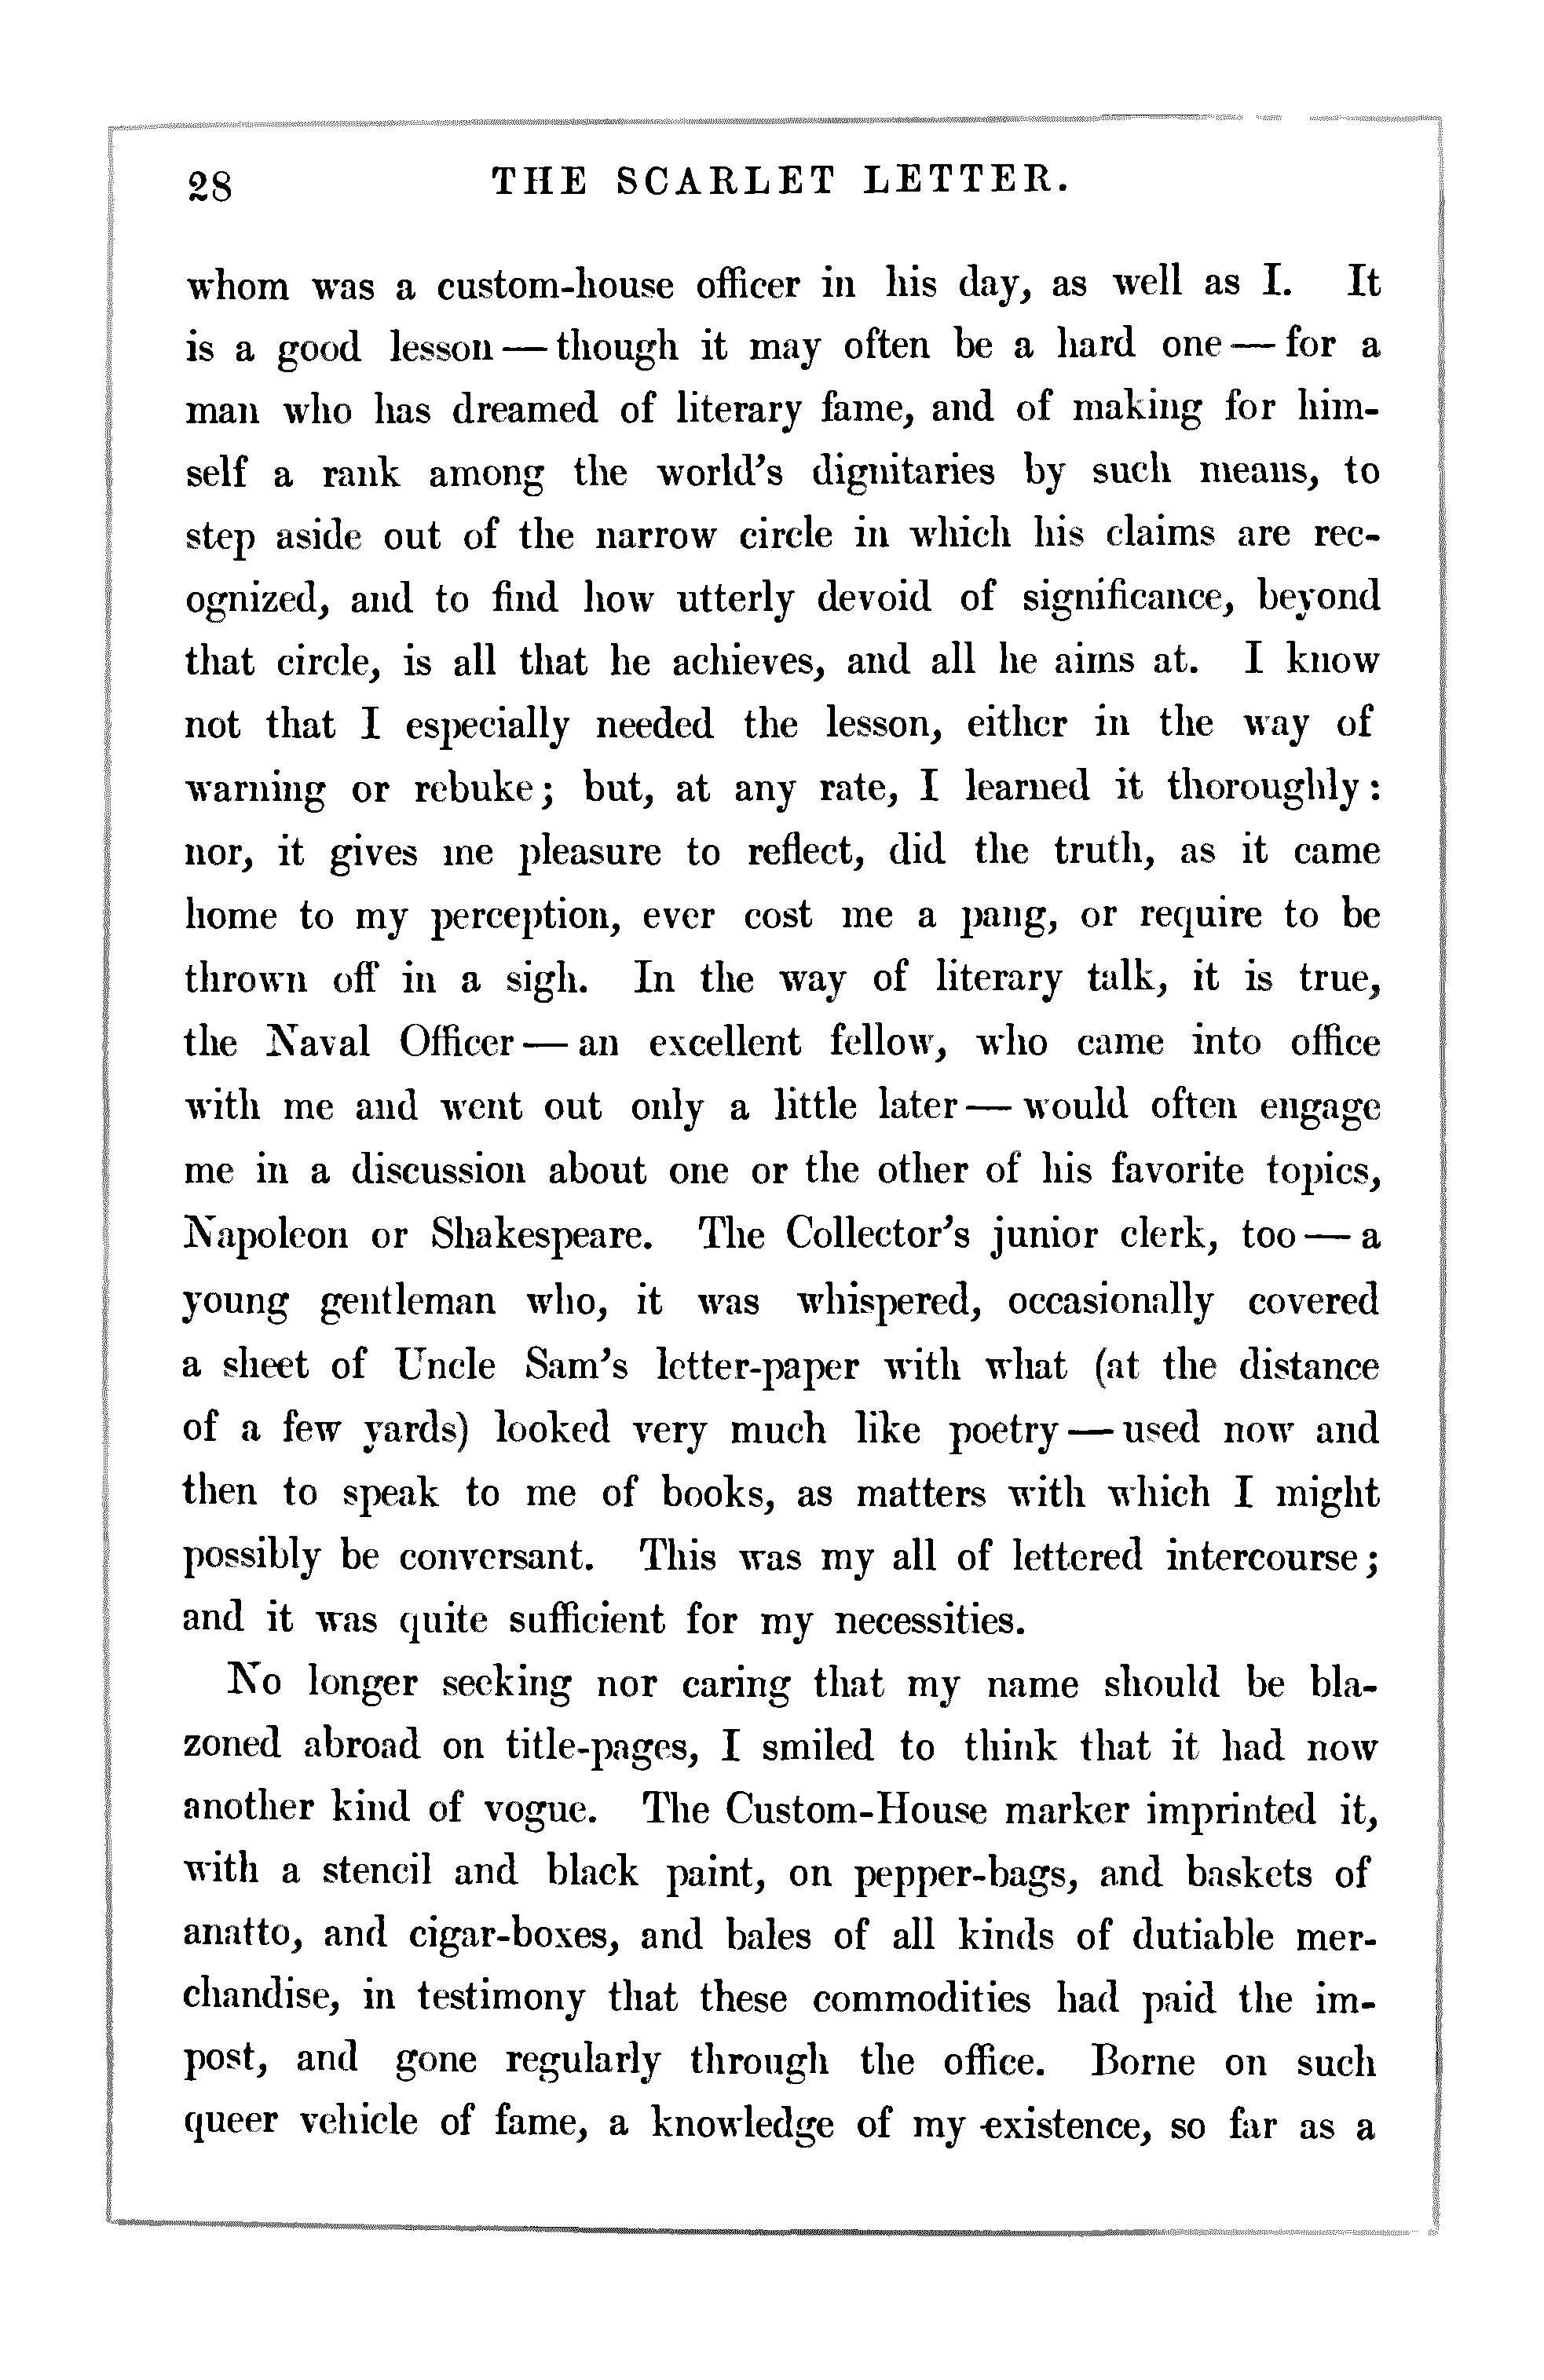 28 THE SCARLET LETTER.
whom was a custom-house officer in his day, as well as I. It
is a good lesson — though it may often be a hard one — for a
man who has dreamed of literary fame, and of making for him-
self a rank among the world's dignitaries by such means, to
step aside out of the narrow circle in which his claims are rec-
ognized, and to find how utterly devoid of significance, beyond
that circle, is all that he achieves, and all he aims at. I know
not that I especially needed the lesson, either in the way of
warning or rebuke; but, at any rate, I learned it thoroughly:
nor, it gives me pleasure to reflect, did the truth, as it came
home to my perception, ever cost me a pang, or require to be
thrown off in a sigh. In the way of literary talk, it is true,
the Naval Officer — an excellent fellow, who came into office
with me and went out only a little later — would often engage
me in a discussion about one or the other of his favorite topics,
Napoleon or Shakespeare. The Collector's junior clerk, too — a
young gentleman who, it was whispered, occasionally covered
a sheet of Uncle Sam's letter-paper with what (at the distance
of a few yards) looked very much like poetry — used now and
then to speak to me of books, as matters with which I might
possibly be conversant. This was my all of lettered intercourse;
and it was quite sufficient for my necessities.
No longer seeking nor caring that my name should be bla-
zoned abroad on title-pages, I smiled to think that it had now
another kind of vogue. The Custom-House marker imprinted it,
with a stencil and black paint, on pepper-bags, and baskets of
anatto, and cigar-boxes, and bales of all kinds of dutiable mer-
chandise, in testimony that these commodities had paid the im-
post, and gone regularly through the office. Borne on such
queer vehicle of fame, a knowledge of my existence, so far as a